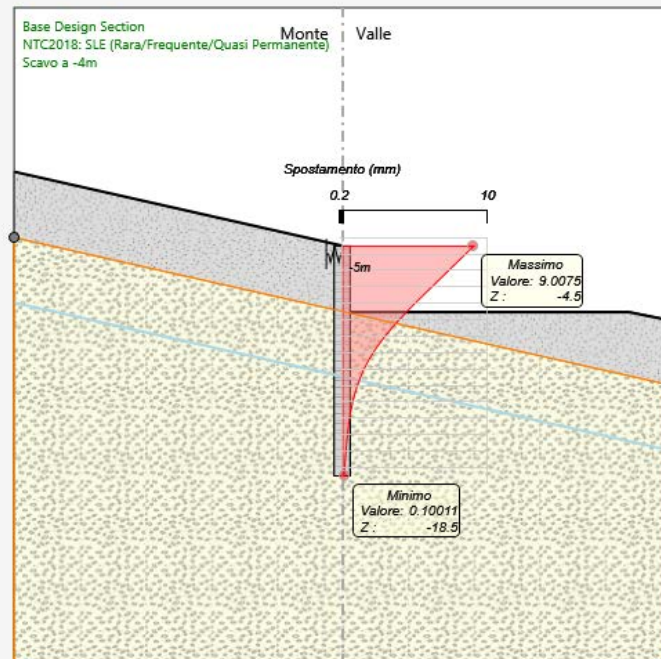 Base Design Section
NTC2018: SLE (Rara/Frequente/Quasi Permanente)
Scavo a -4m
Monte
Valle
Spostamento (mm)
0.2
10
-5m
Massimo
Valore: 9.0075
Z : -4.5
Minimo
Valore: 0.10011
Z : -18.5